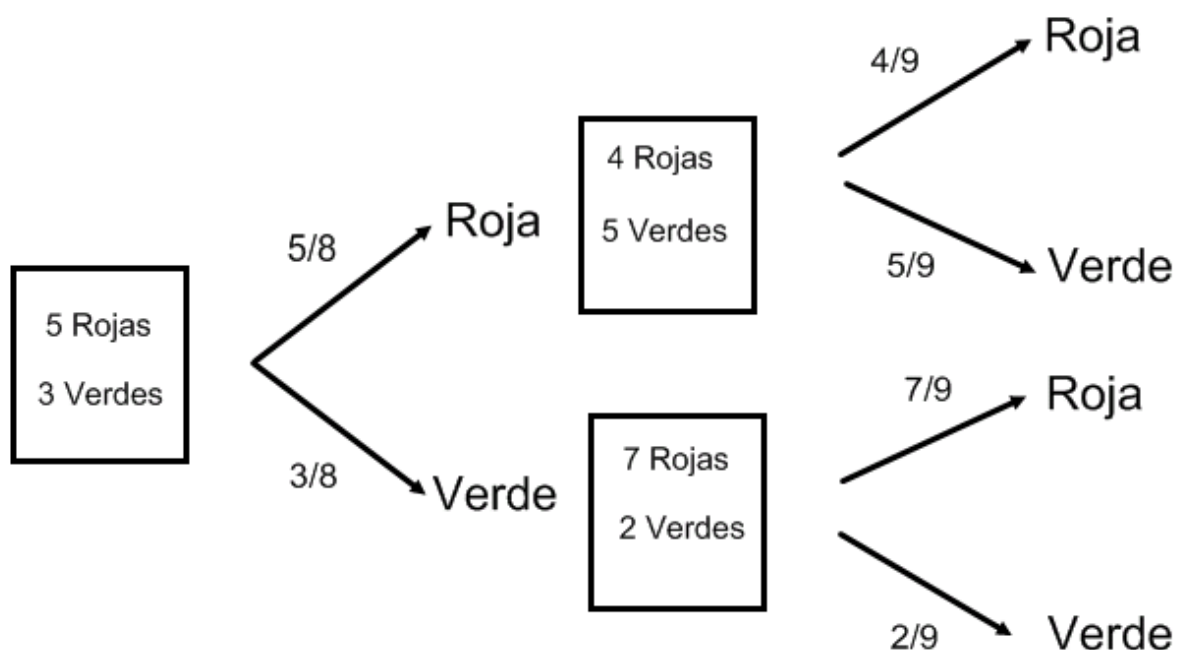 5 Rojas
3 Verdes
5/8
Roja
3/8
Verde
4 Rojas
5 Verdes
4/9
Roja
5/9
Verde
7 Rojas
2 Verdes
7/9
Roja
2/9
Verde